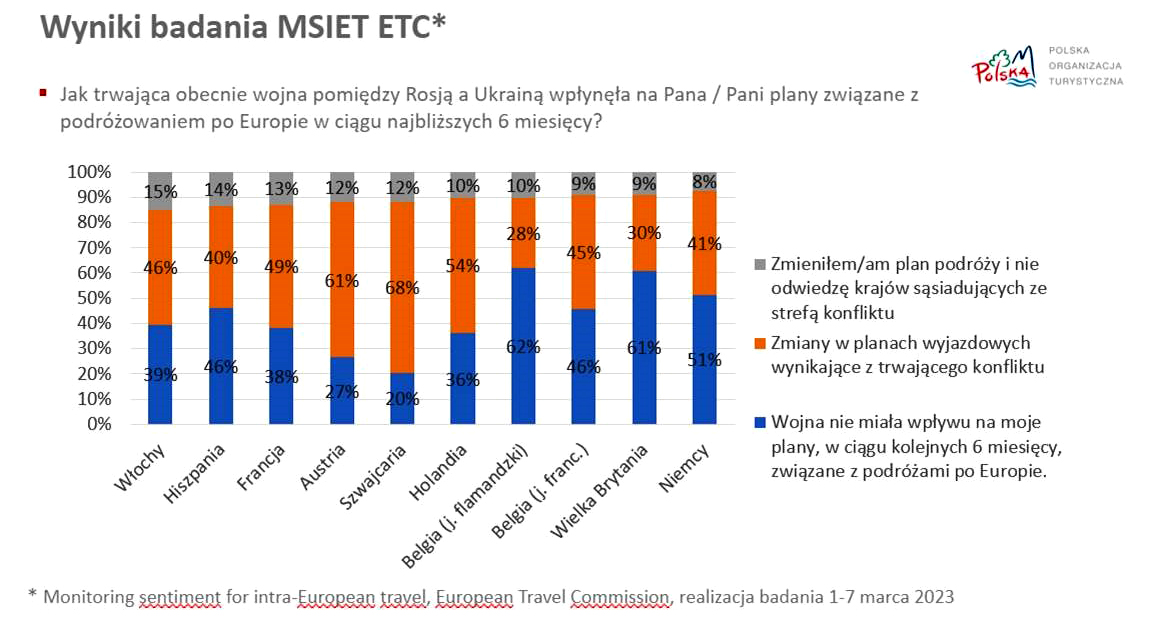 Wyniki badania MSIET ETC*
Polska
POLSKA
ORGANIZACJA
TURYSTYCZNA
Jak trwająca obecnie wojna pomiędzy Rosją a Ukrainą wpłynęła na Pana / Pani plany związane z
podróżowaniem po Europie w ciągu najbliższych 6 miesięcy?
100%
90%
80%
70%
60%
50%
40%
30%
20%
10%
0%
15% 14% 13% 12% 12% 10% 10% 9% 9% 8%
46% 40% 49% 61% 68% 54% 28% 45% 30% 41%
39% 46% 38% 27% 20% 36% 62% 46% 61% 51%
Włochy
Hiszpania
Francja
Austria
Szwajcaria
Holandia
Belgia (j. flamandzki)
Belgia (j. franc.)
Wielka Brytania
Niemcy
Zmieniłem/am plan podróży i nie
odwiedzę krajów sąsiadujących ze
strefą konfliktu
Zmiany w planach wyjazdowych
wynikające z trwającego konfliktu
Wojna nie miała wpływu na moje
plany, w ciągu kolejnych 6 miesięcy,
związane z podróżami po Europie.
* Monitoring sentiment for intra-European travel, European Travel Commission, realizacja badania 1-7 marca 2023